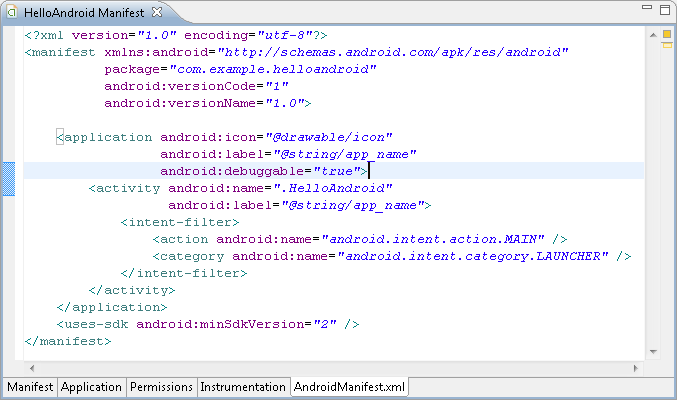 HelloAndroid Manifest
<?xml version="1.0" encoding="utf-8"?>
<manifest xmlns:android="http://schemas.android.com/apk/res/android"
          package="com.example.helloandroid"
          android:versionCode="1"
          android:versionName="1.0">
    <application android:icon="@drawable/icon"
                 android:label="@string/app_name"
                 android:debuggable="true">
        <activity android:name=".HelloAndroid"
                  android:label="@string/app_name">
            <intent-filter>
                <action android:name="android.intent.action.MAIN" />
                <category android:name="android.intent.category.LAUNCHER" />
            </intent-filter>
        </activity>
    </application>
    <uses-sdk android:minSdkVersion="2" />
</manifest>
Manifest Application Permissions Instrumentation AndroidManifest.xml